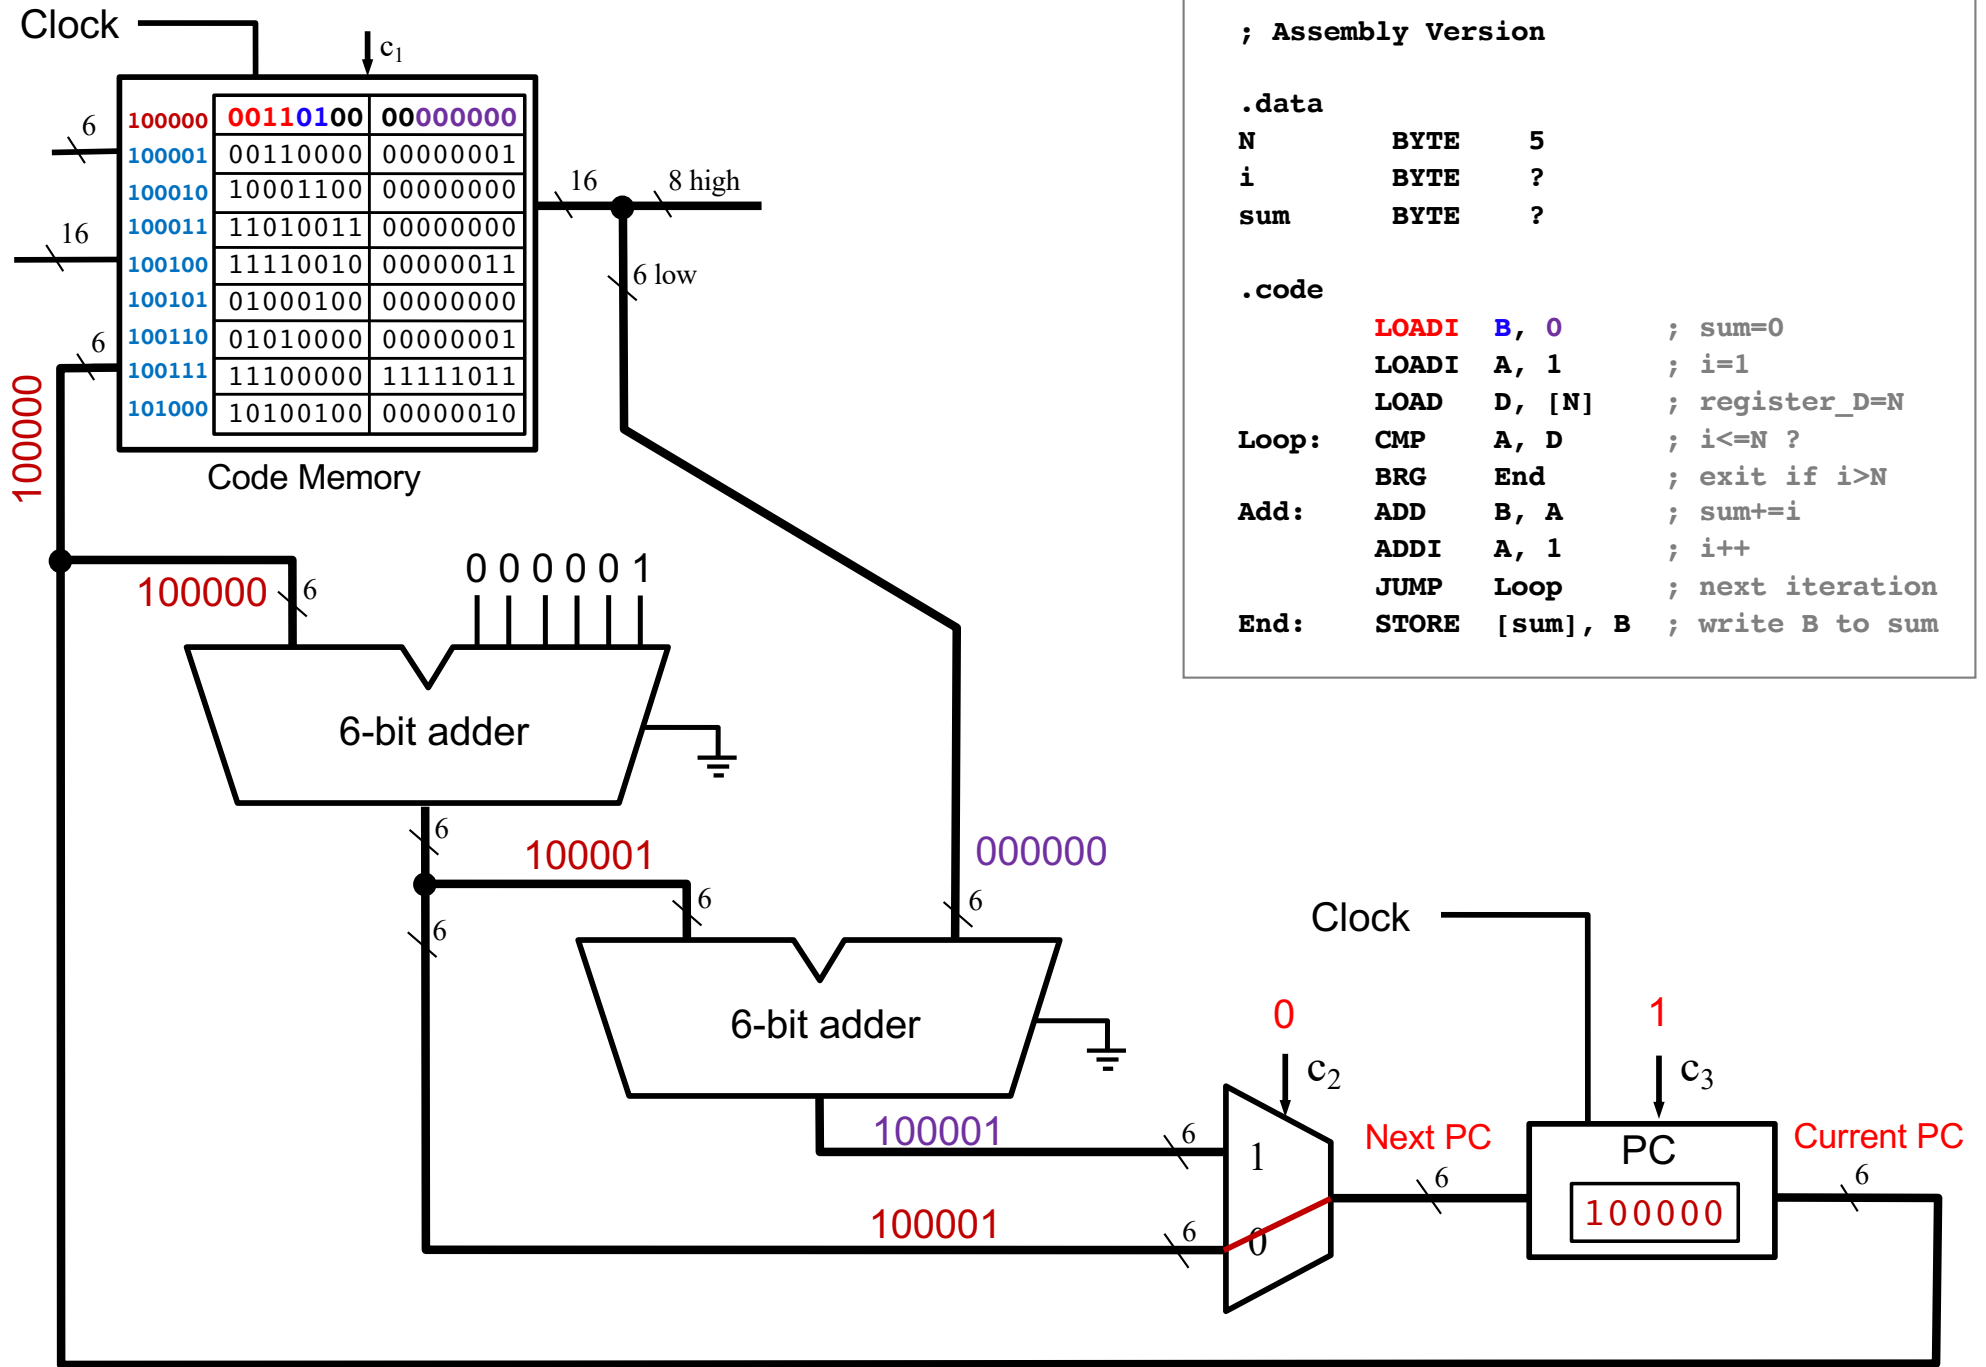 Clock
c1
6
100000 00110100 00000000
100001 00110000 00000001
100010 10001100 00000000
100011 11010011 00000000
100100 11110010 00000011
100101 01000100 00000000
100110 01010000 00000001
100111 11100000 11111011
101000 10100100 00000010
16
6
16
8 high
6 low
Code Memory
100000
100000
6
0 0 0 0 0 1
6-bit adder
6
100001
6
6
000000
6
6-bit adder
100001
6
100001
6
1
0
0
c2
Next PC
6
Clock
1
c3
PC
100000
Current PC
6
; Assembly Version
.data
N BYTE 5
i BYTE ?
sum BYTE ?
.code
LOADI B, 0 ; sum=0
LOADI A, 1 ; i=1
LOAD D, [N] ; register_D=N
Loop: CMP A, D ; i<=N ?
BRG End ; exit if i>N
Add: ADD B, A ; sum+=i
ADDI A, 1 ; i++
JUMP Loop ; next iteration
End: STORE [sum], B ; write B to sum